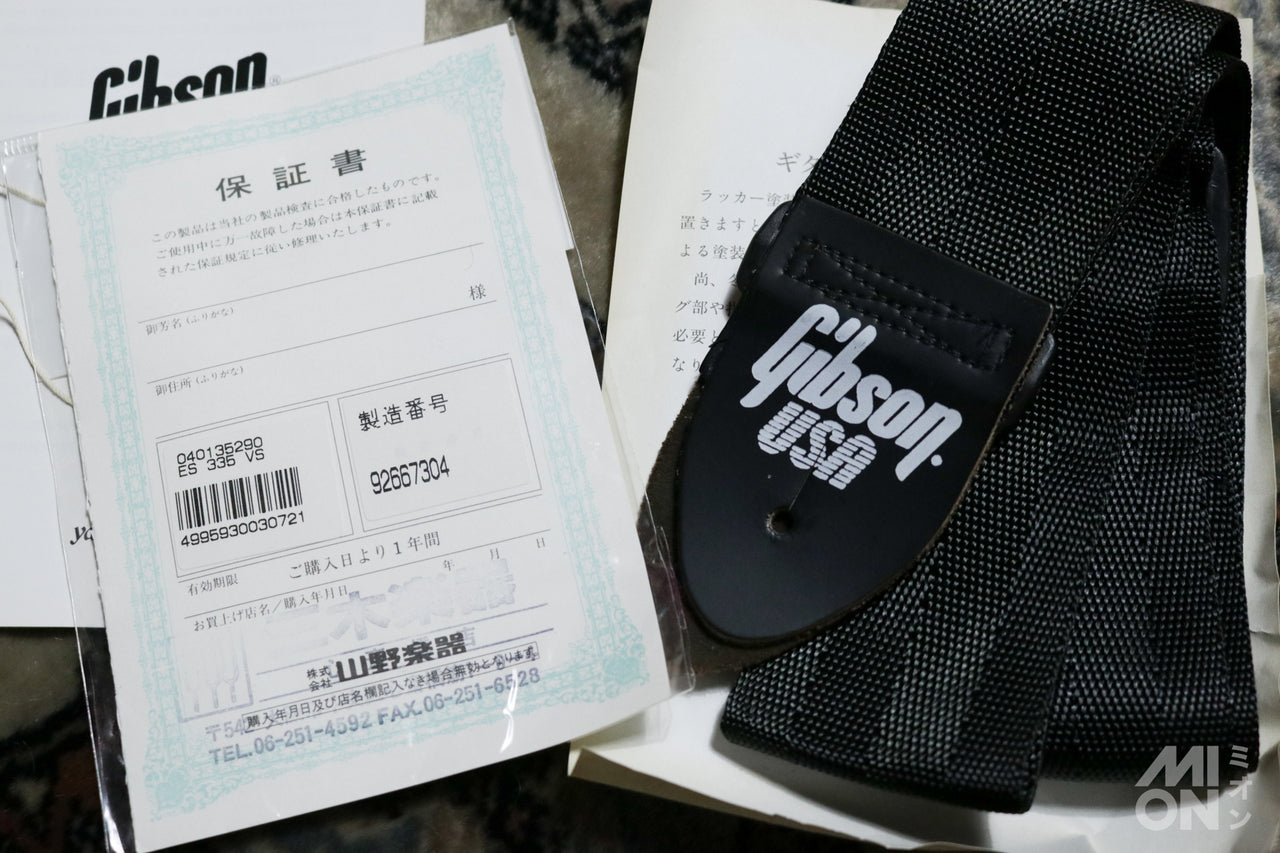 Gibson
保証書
この製品は当社の製品検査に合格したものです。
ご使用中に万一故障した場合は本保証書に記載
された保証規定に従い修理いたします。
御芳名(ふりがな)
様
御住所(ふりがな)
040135290
ES 335 VS
4995930030721
製造番号
92667304
有効期限 ご購入日より1年間
お買上げ店名/購入年月日 年 月 日
三木楽器
株式会社 山野楽器
購入年月日及び店名欄記入なき場合無効となります。
〒54
TEL.06-251-4592 FAX.06-251-6528
ギタ
ラッカー塗
置きますと
よる塗装
尚、
グ部や
必要と
なり
Gibson
USA
MI
ON
ミオン